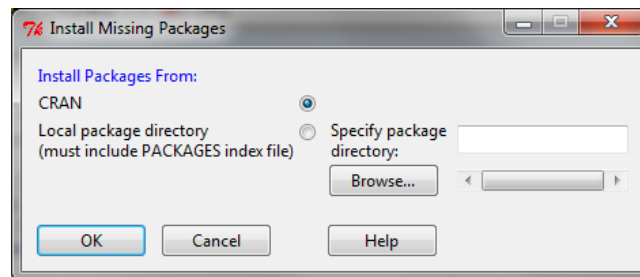 Install Missing Packages
Install Packages From:
CRAN
Local package directory
(must include PACKAGES index file)
Specify package
directory:
Browse...
OK
Cancel
Help